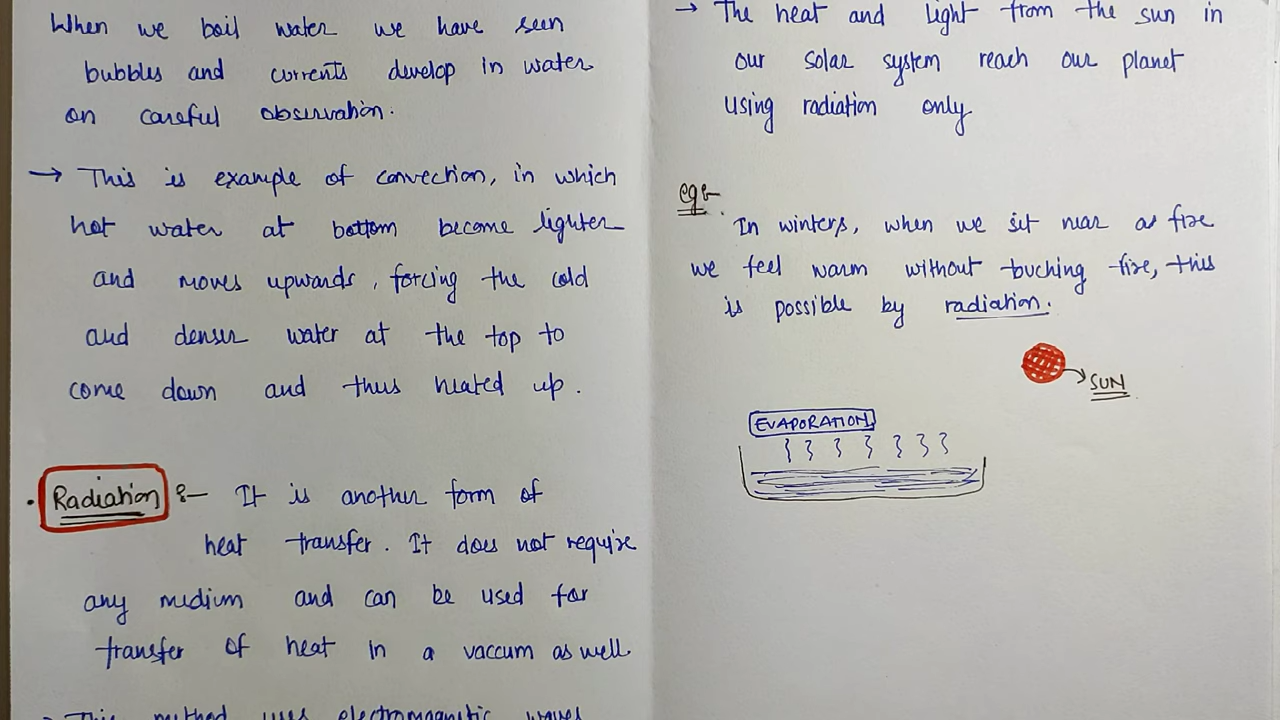 When we boil water we have seen
bubbles and currents develop in water
on careful observation.
→ This is example of convection, in which
hot water at bottom become lighter
and moves upwards, forcing the cold
and denser water at the top to
come down and thus heated up.
• Radiation :- It is another form of
heat transfer. It does not require
any medium and can be used for
transfer of heat in a vaccum as well
→ This method uses electromagnetic waves
→ The heat and light from the sun in
our solar system reach our planet
using radiation only
eg:-
In winters, when we sit near a fire
we feel warm without touching fire, this
is possible by radiation.
SUN
EVAPORATION